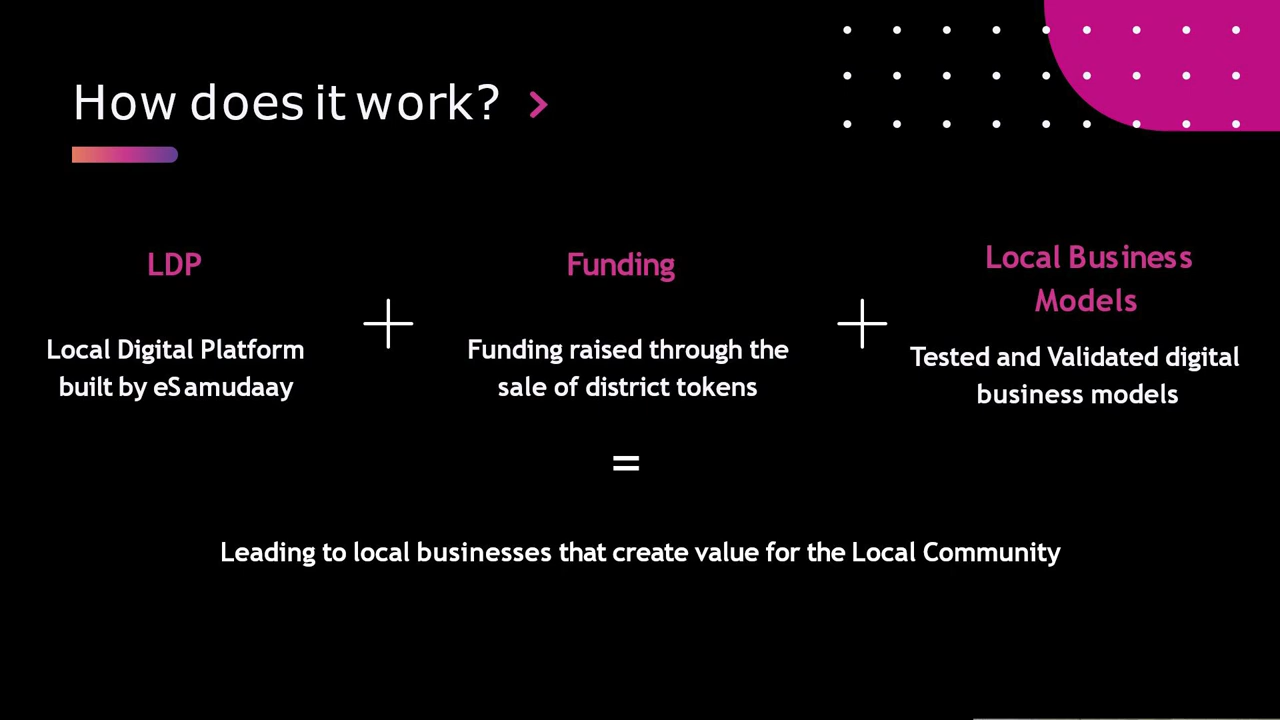 How does it work?
LDP
Local Digital Platform
built by eSamudaay
+
Funding
Funding raised through the
sale of district tokens
+
Local Business
Models
Tested and Validated digital
business models
=
Leading to local businesses that create value for the Local Community